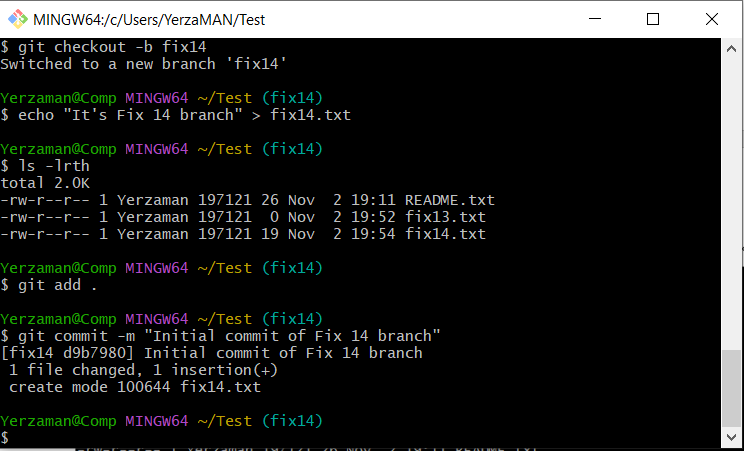 MINGW64:/c/Users/YerzaMAN/Test
$ git checkout -b fix14
Switched to a new branch 'fix14'
Yerzaman@Comp MINGW64 ~/Test (fix14)
$ echo "It's Fix 14 branch" > fix14.txt
Yerzaman@Comp MINGW64 ~/Test (fix14)
$ ls -lrth
total 2.0K
-rw-r--r-- 1 Yerzaman 197121 26 Nov  2 19:11 README.txt
-rw-r--r-- 1 Yerzaman 197121  0 Nov  2 19:52 fix13.txt
-rw-r--r-- 1 Yerzaman 197121 19 Nov  2 19:54 fix14.txt
Yerzaman@Comp MINGW64 ~/Test (fix14)
$ git add .
Yerzaman@Comp MINGW64 ~/Test (fix14)
$ git commit -m "Initial commit of Fix 14 branch"
[fix14 d9b7980] Initial commit of Fix 14 branch
 1 file changed, 1 insertion(+)
 create mode 100644 fix14.txt
Yerzaman@Comp MINGW64 ~/Test (fix14)
$